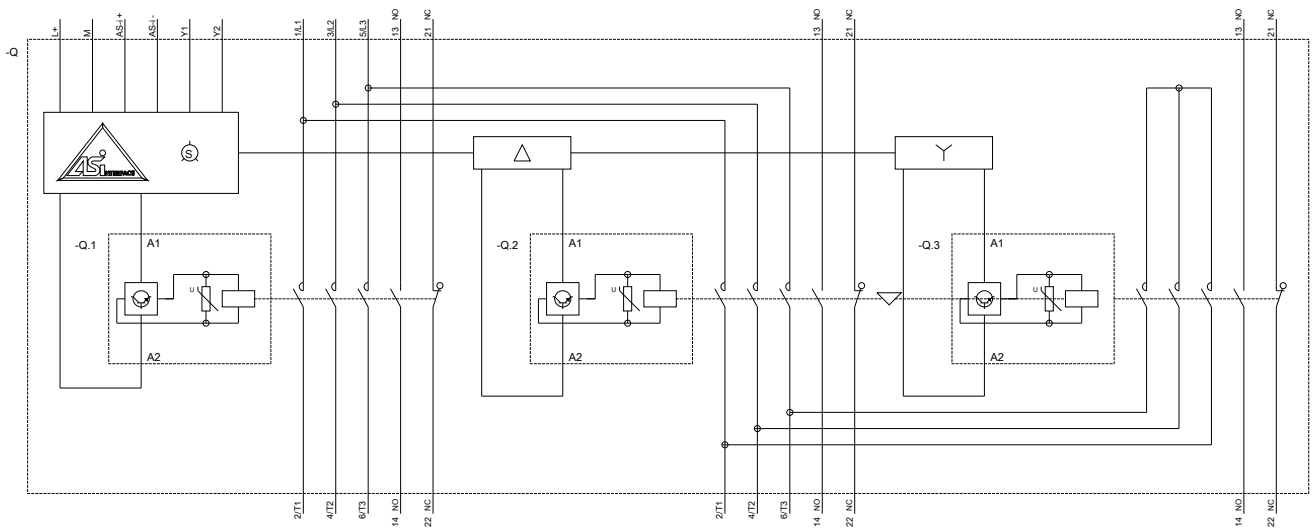 L+
M
AS-i +
AS-i -
Y1
Y2
1/L1
3/L2
5/L3
13 NO
21 NC
13 NO
21 NC
13 NO
21 NC
-Q
ASi
INTERFACE
S
-Q.1
A1
U
A2
-Q.2
A1
U
A2
-Q.3
A1
U
A2
2/T1
4/T2
6/T3
14 NO
22 NC
2/T1
4/T2
6/T3
14 NO
22 NC
14 NO
22 NC